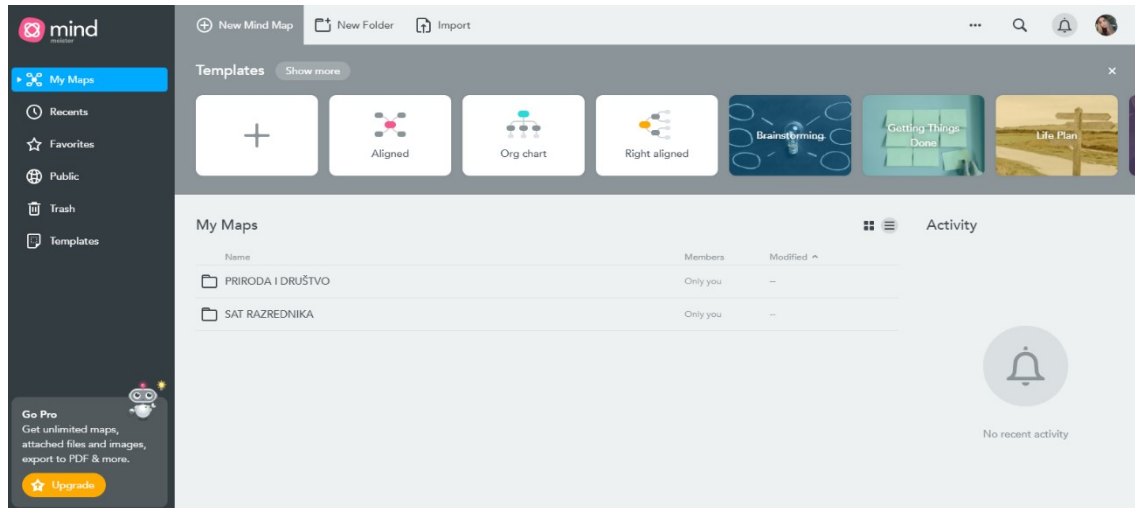 mind
meister
New Mind Map
New Folder
Import
My Maps
Recents
Favorites
Public
Trash
Templates
Go Pro
Get unlimited maps,
attached files and images,
export to PDF & more.
Upgrade
Templates
Show more
Aligned
Org chart
Right aligned
Brainstorming
Getting Things
Done
Life Plan
My Maps
Name
Members
Modified
PRIRODA I DRUŠTVO
Only you
--
SAT RAZREDNIKA
Only you
--
Activity
No recent activity